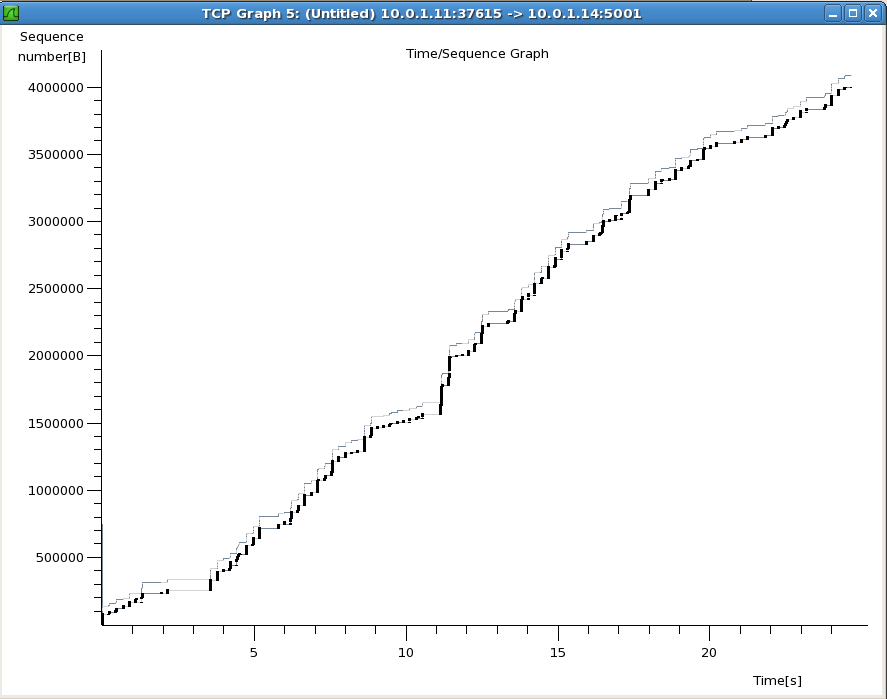 TCP Graph 5: (Untitled) 10.0.1.11:37615 -> 10.0.1.14:5001
Sequence
number[B]
Time/Sequence Graph
4000000
3500000
3000000
2500000
2000000
1500000
1000000
500000
5
10
15
20
Time[s]